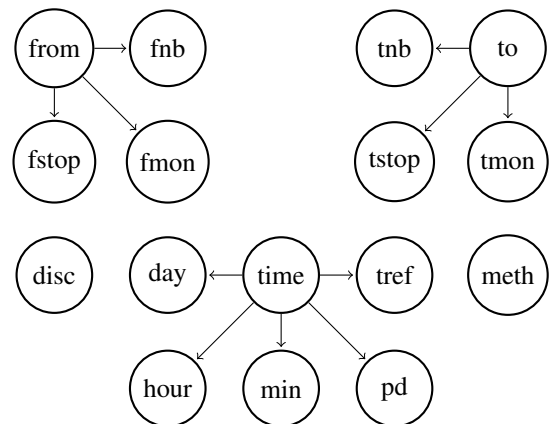 from fnb tnb to
fstop fmon tstop tmon
disc day time tref meth
hour min pd